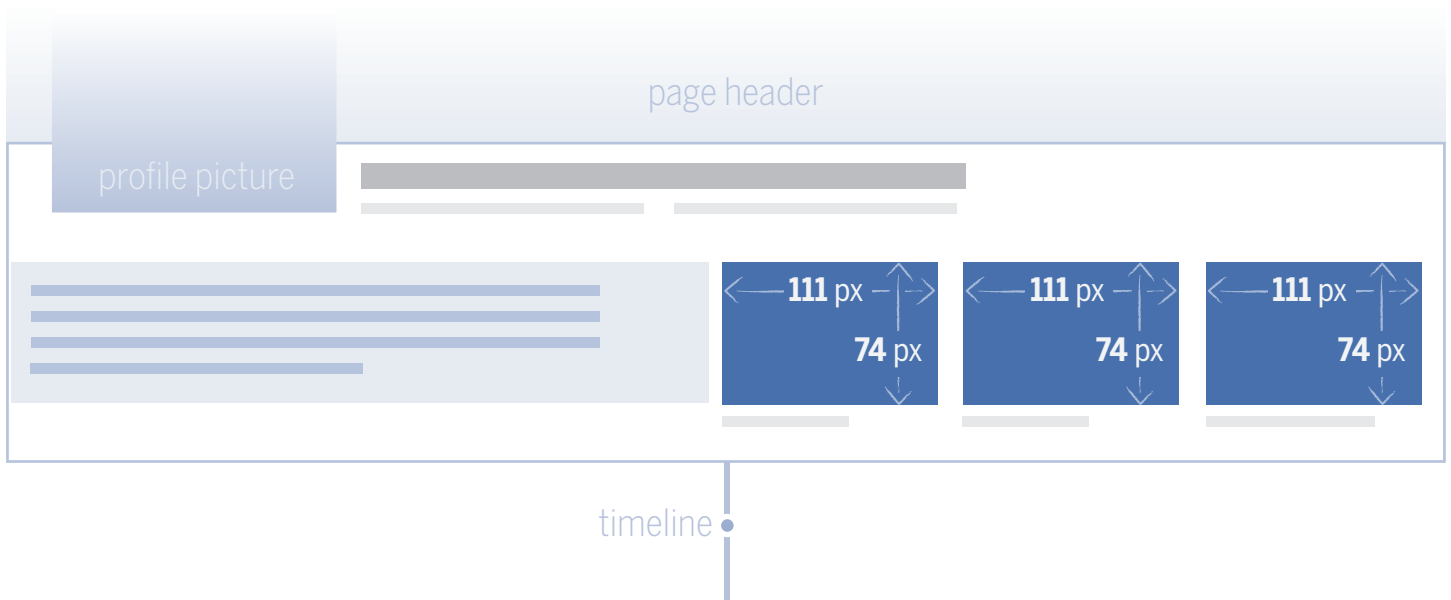 page header
profile picture
111 px
74 px
111 px
74 px
111 px
74 px
timeline